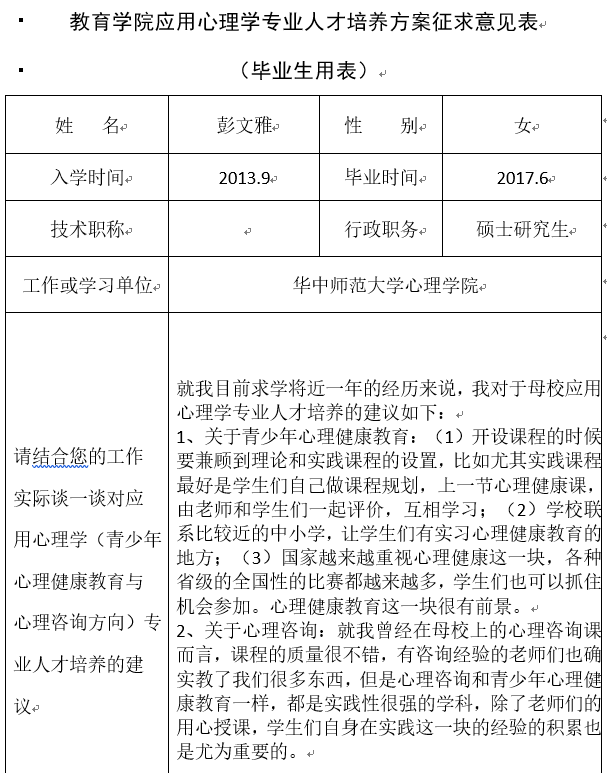 教育学院应用心理学专业人才培养方案征求意见表
（毕业生用表）
姓 名 彭文雅 性 别 女
入学时间 2013.9 毕业时间 2017.6
技术职称 行政职务 硕士研究生
工作或学习单位 华中师范大学心理学院
请结合您的工作
实际谈一谈对应
用心理学（青少年
心理健康教育与
心理咨询方向）专
业人才培养的建
议
就我目前求学将近一年的经历来说，我对于母校应用
心理学专业人才培养的建议如下：
1、关于青少年心理健康教育：（1）开设课程的时候
要兼顾到理论和实践课程的设置，比如尤其实践课程
最好是学生们自己做课程规划，上一节心理健康课，
由老师和学生们一起评价，互相学习；（2）学校联
系比较近的中小学，让学生们有实习心理健康教育的
地方；（3）国家越来越重视心理健康这一块，各种
省级的全国性的比赛都越来越多，学生们也可以抓住
机会参加。心理健康教育这一块很有前景。
2、关于心理咨询：就我曾经在母校上的心理咨询课
而言，课程的质量很不错，有咨询经验的老师们也确
实教了我们很多东西，但是心理咨询和青少年心理健
康教育一样，都是实践性很强的学科，除了老师们的
用心授课，学生们自身在实践这一块的经验的积累也
是尤为重要的。